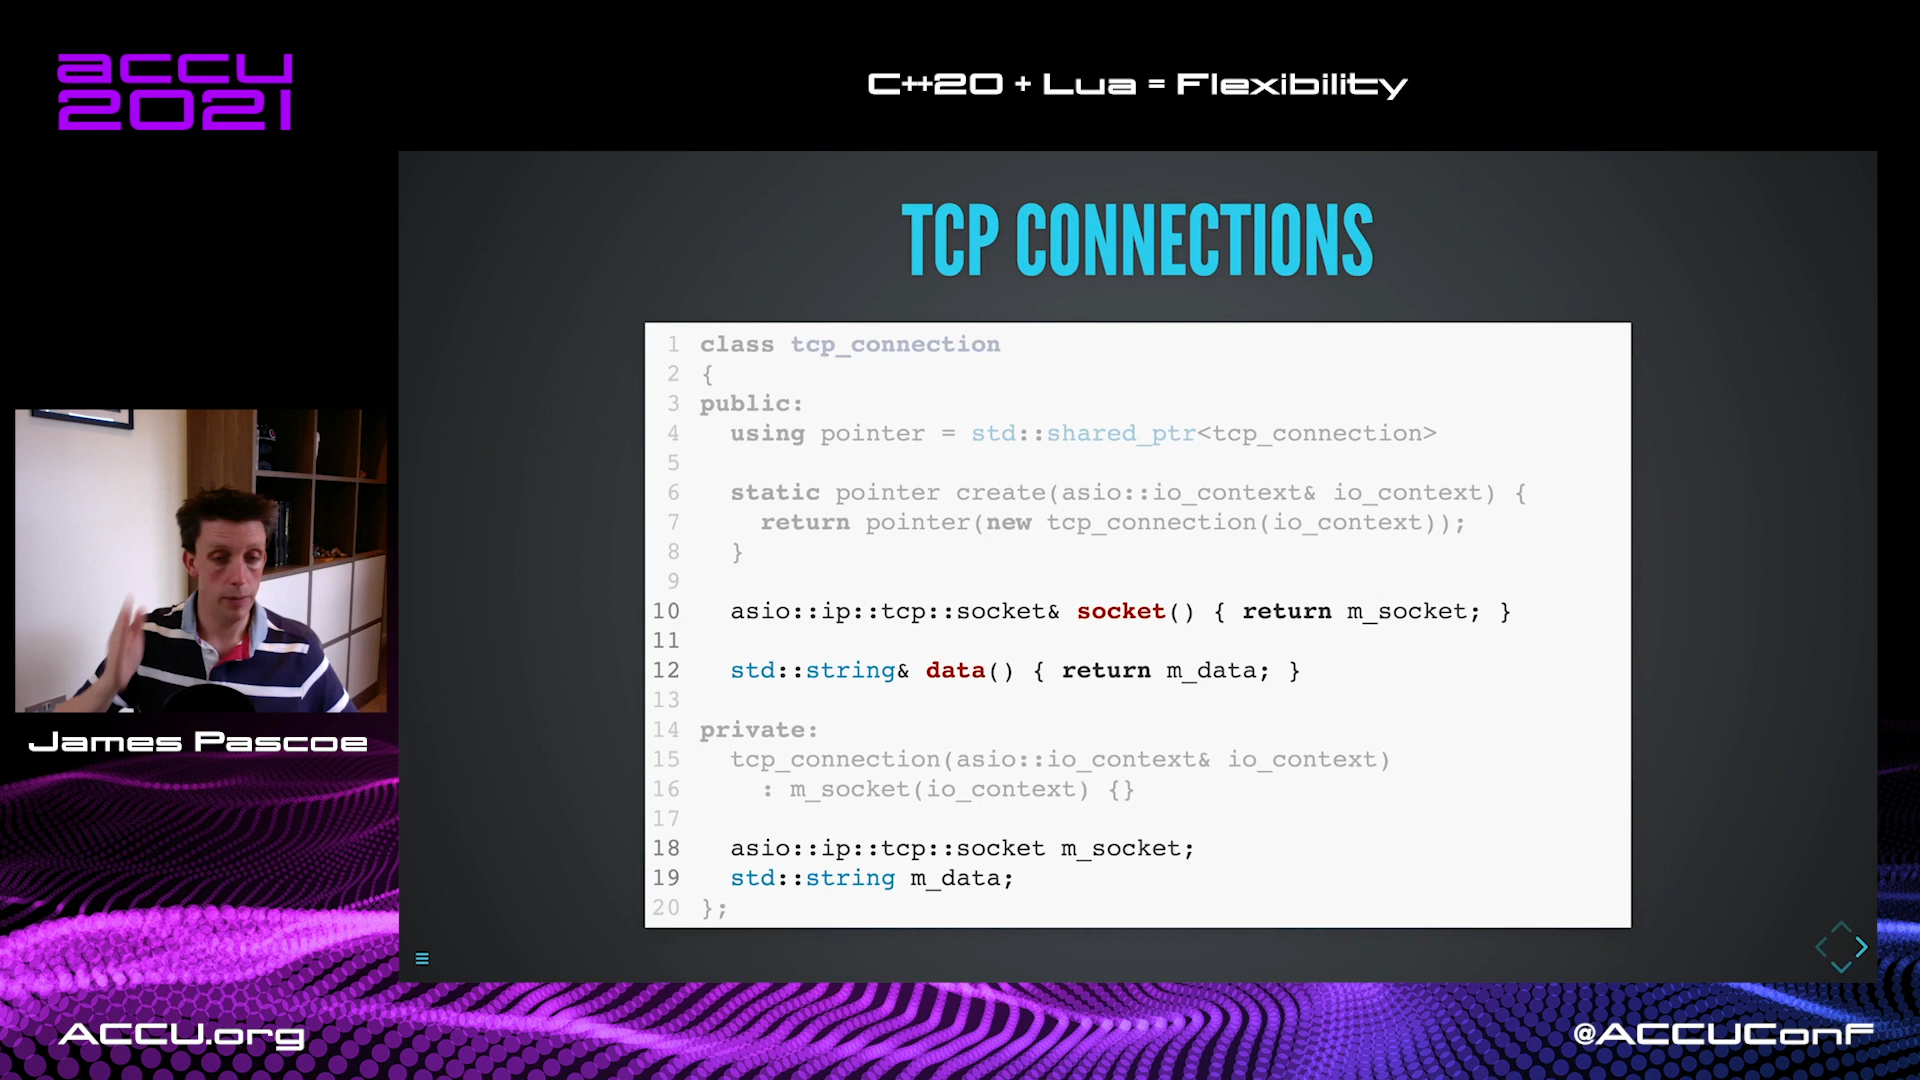 accu
2021
C++20 + Lua = Flexibility
TCP CONNECTIONS
1 class tcp_connection
2 {
3 public:
4   using pointer = std::shared_ptr<tcp_connection>
5
6   static pointer create(asio::io_context& io_context) {
7     return pointer(new tcp_connection(io_context));
8   }
9
10   asio::ip::tcp::socket& socket() { return m_socket; }
11
12   std::string& data() { return m_data; }
13
14 private:
15   tcp_connection(asio::io_context& io_context)
16     : m_socket(io_context) {}
17
18   asio::ip::tcp::socket m_socket;
19   std::string m_data;
20 };
James Pascoe
ACCU.org
@ACCUConf